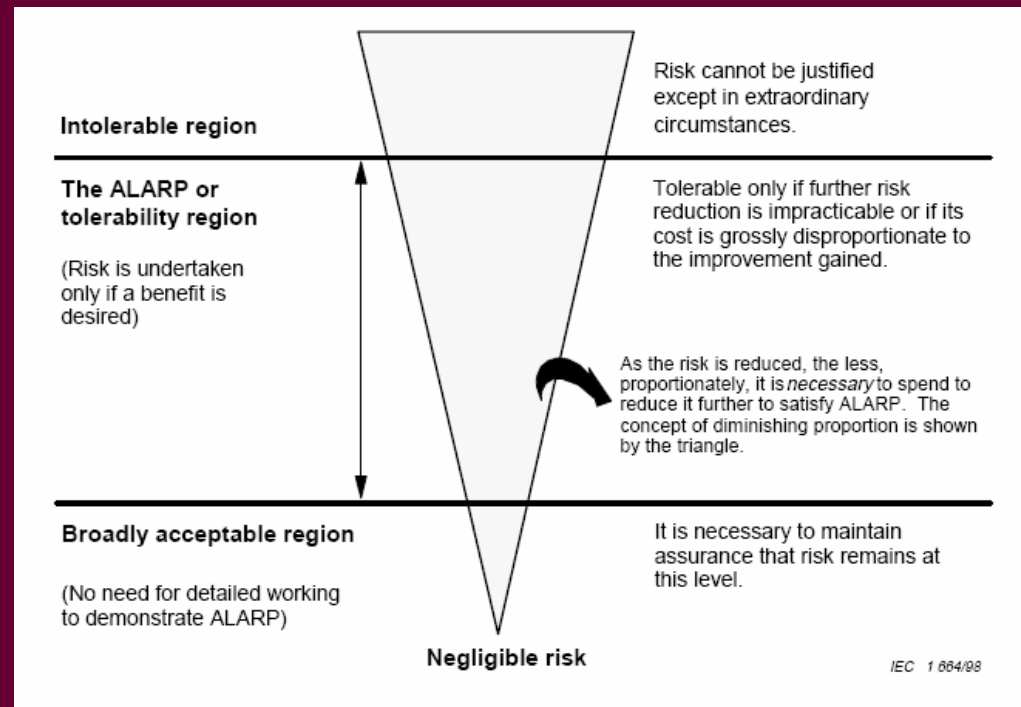 Risk cannot be justified
except in extraordinary
circumstances.
Intolerable region
The ALARP or
tolerability region
(Risk is undertaken
only if a benefit is
desired)
Tolerable only if further risk
reduction is impracticable or if its
cost is grossly disproportionate to
the improvement gained.
As the risk is reduced, the less,
proportionately, it is necessary to spend to
reduce it further to satisfy ALARP. The
concept of diminishing proportion is shown
by the triangle.
Broadly acceptable region
(No need for detailed working
to demonstrate ALARP)
It is necessary to maintain
assurance that risk remains at
this level.
Negligible risk
IEC 1 664/98